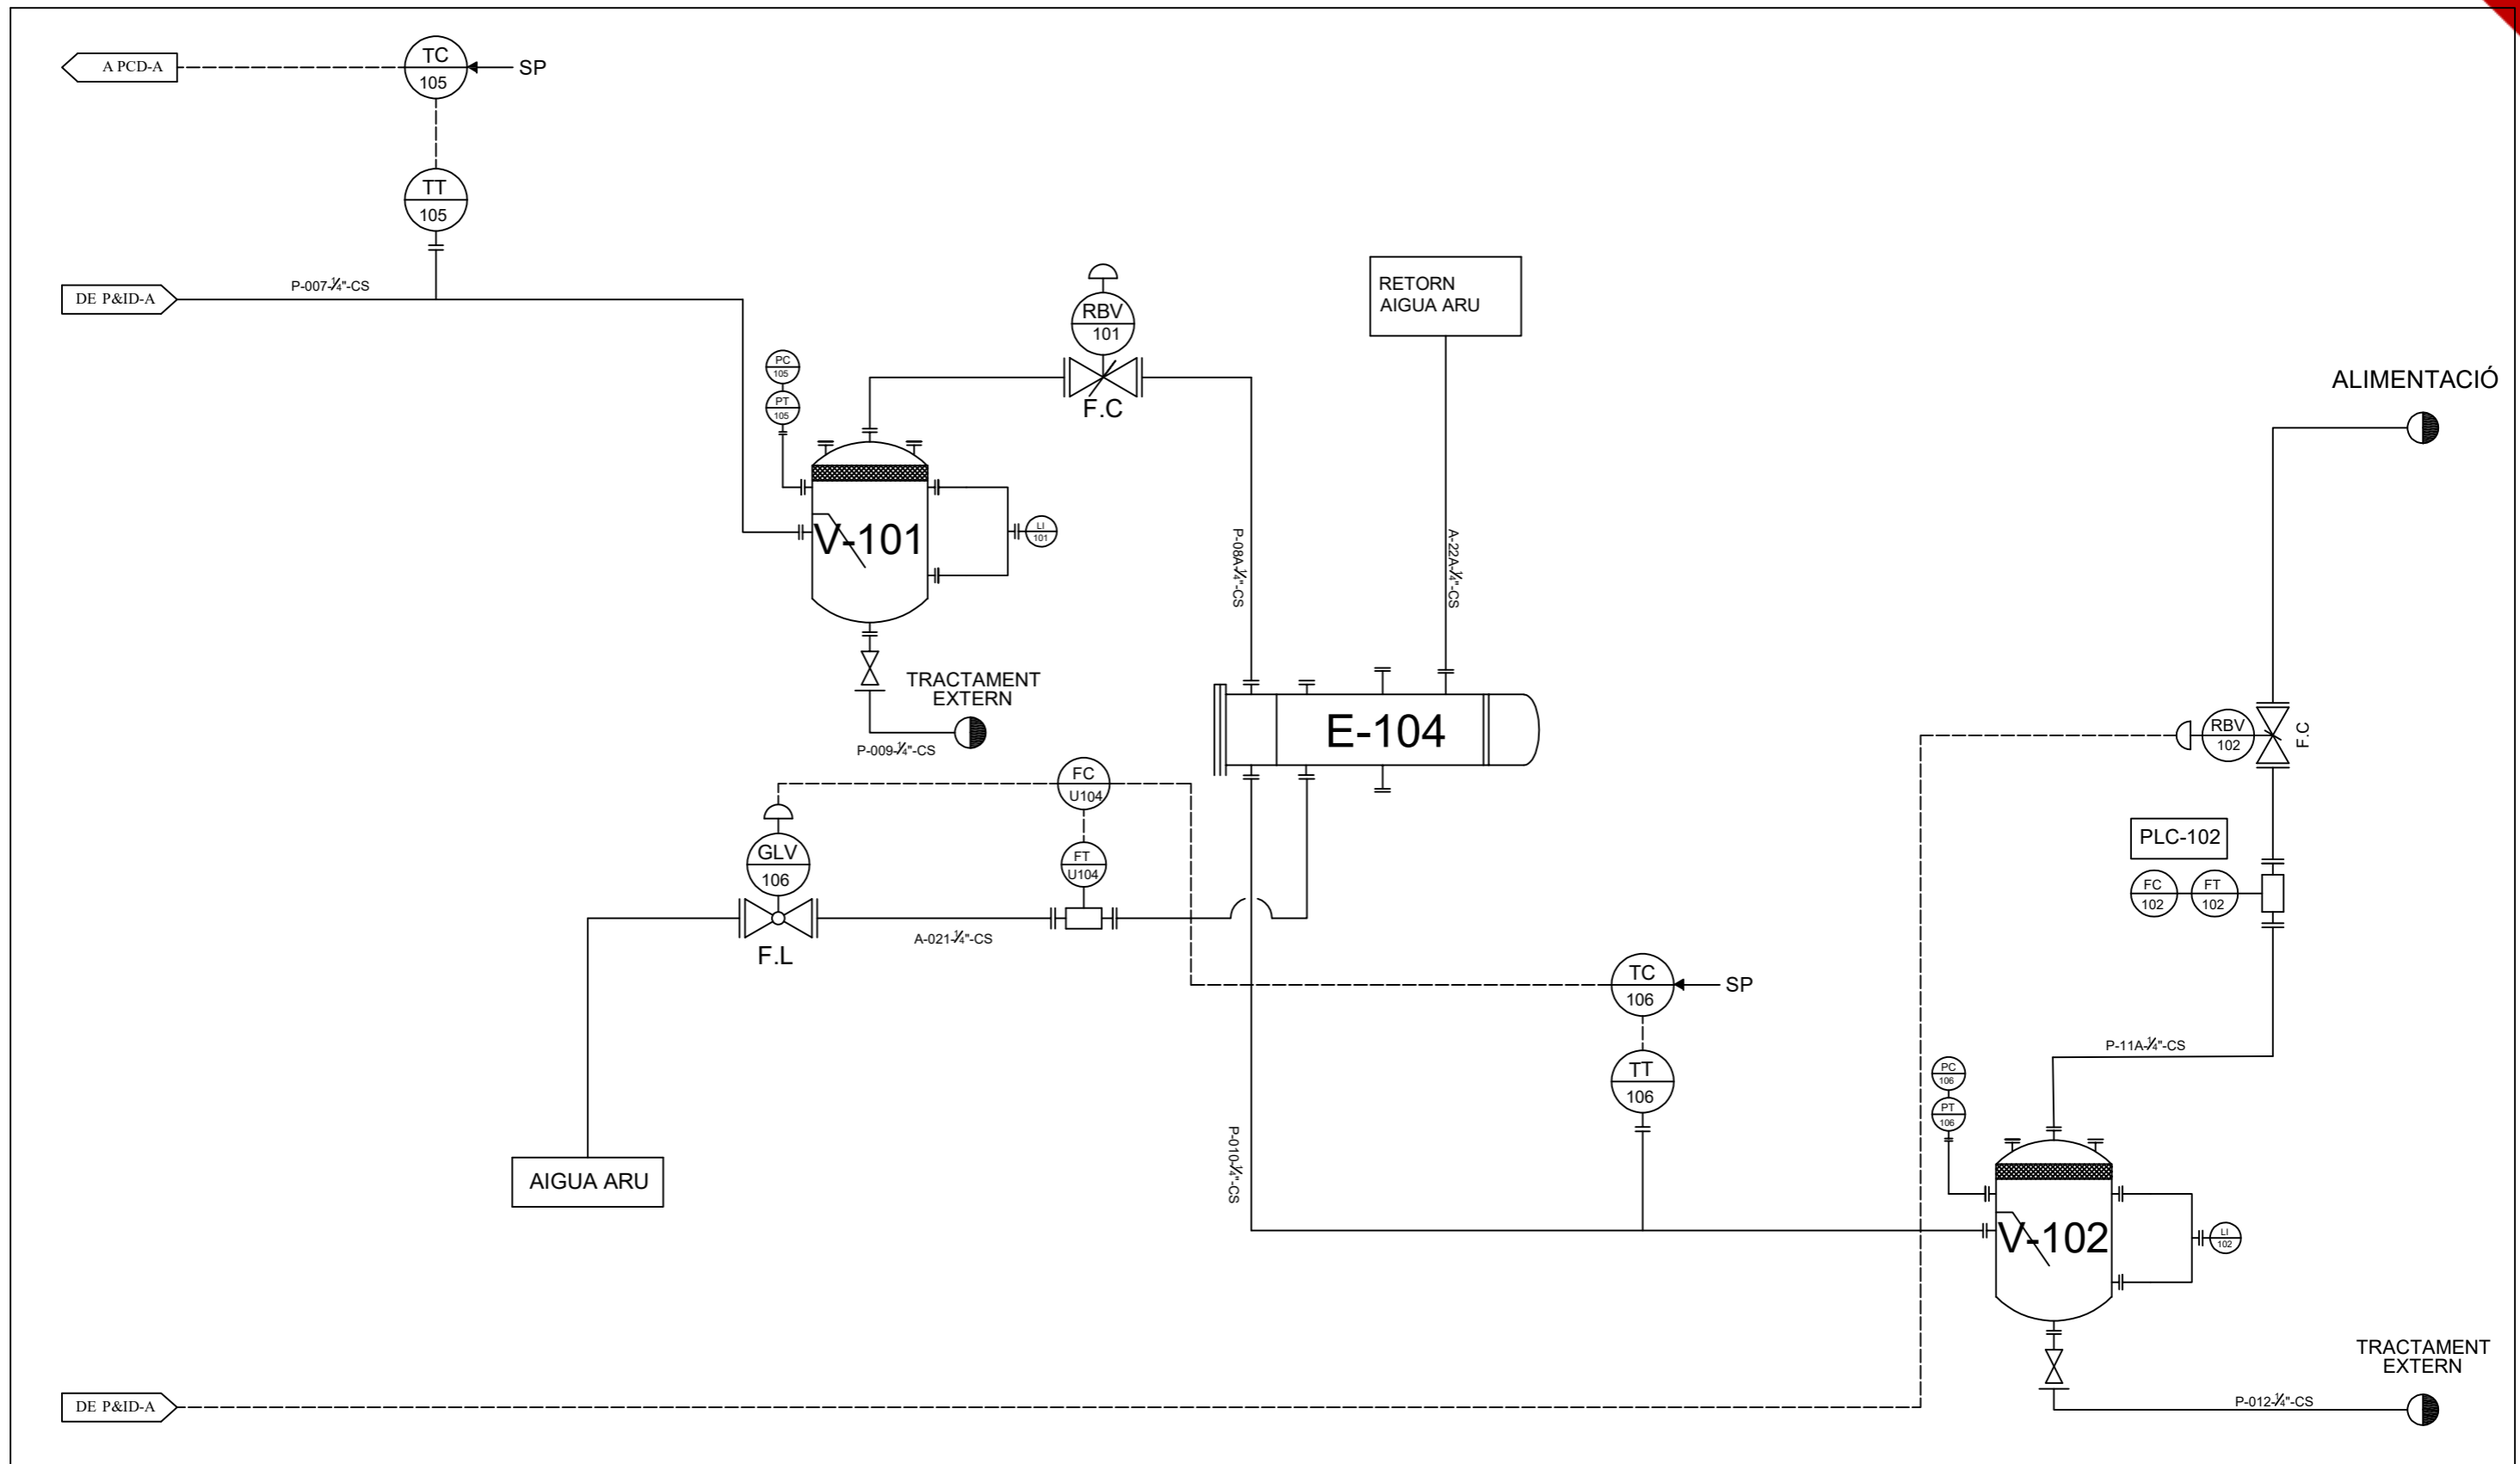 A PCD-A
TC
105
SP
TT
105
DE P&ID-A
P-007-¼"-CS
RBV
101
F.C
RETORN
AIGUA ARU
PC
105
PT
105
V-101
LI
101
P-08A-¼"-CS
A-22A-¼"-CS
ALIMENTACIÓ
TRACTAMENT
EXTERN
P-009-¼"-CS
E-104
RBV
102
F.C
FC
U104
FT
U104
GLV
106
F.L
A-021-¼"-CS
PLC-102
FC
102
FT
102
TC
106
SP
TT
106
P-11A-¼"-CS
PC
106
PT
106
P-010-¼"-CS
AIGUA ARU
V-102
LI
102
TRACTAMENT
EXTERN
P-012-¼"-CS
DE P&ID-A